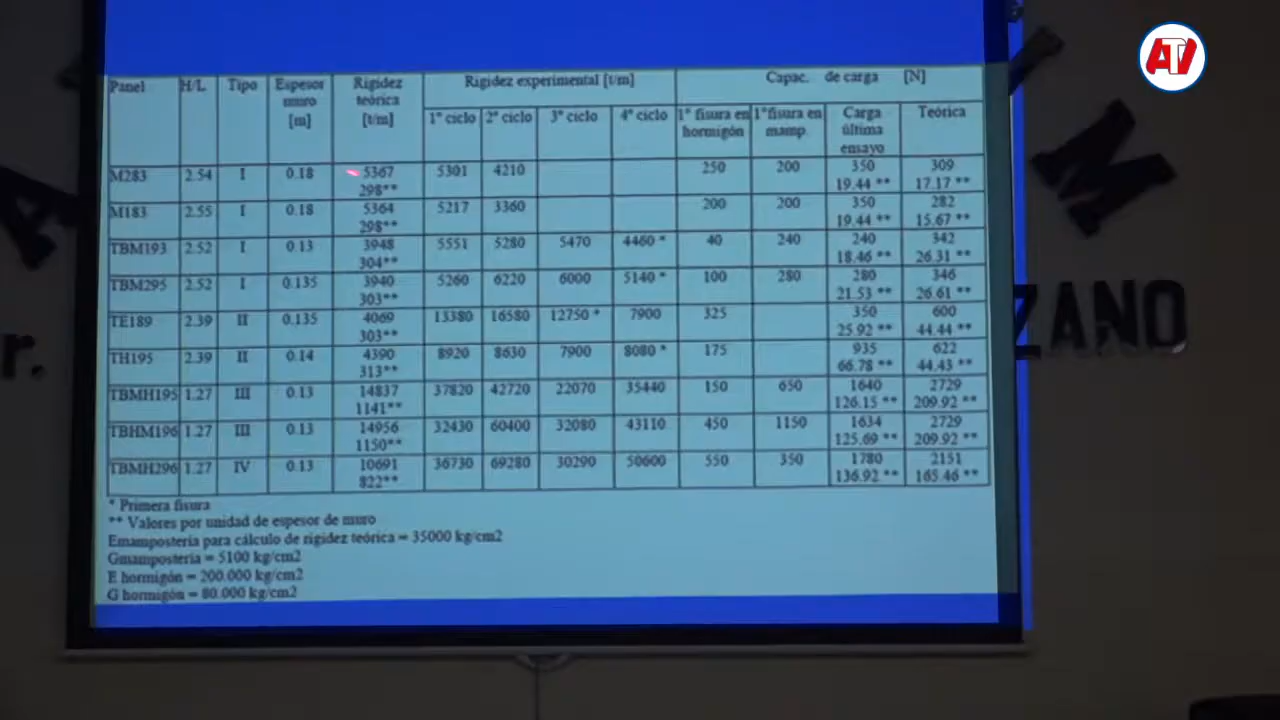 ATV
Panel H/L Tipo Espesor muro [m] Rigidez teórica [t/m] Rigidez experimental [t/m] Capac. de carga [N]
1º ciclo 2º ciclo 3º ciclo 4º ciclo 1º fisura en hormigón 1º fisura en mamp. Carga última ensayo Teórica
M283 2.54 I 0.18 5367 5301 4210 250 200 350 309
298** 19.44 ** 17.17 **
M183 2.55 I 0.18 5364 5217 3360 200 200 350 282
298** 19.44 ** 15.67 **
TBM193 2.52 I 0.13 3948 5551 5280 5470 4460 * 40 240 240 342
304** 18.46 ** 26.31 **
TBM295 2.52 I 0.135 3940 5260 6220 6000 5140 * 100 280 280 346
303** 21.53 ** 26.61 **
TE189 2.39 II 0.135 4069 13380 16580 12750 * 7900 325 350 600
303** 25.92 ** 44.44 **
TH195 2.39 II 0.14 4390 8920 8630 7900 8080 * 175 935 622
313** 66.78 ** 44.43 **
TBMH195 1.27 III 0.13 14837 37820 42720 22070 35440 150 650 1640 2729
1141** 126.15 ** 209.92 **
TBHM196 1.27 III 0.13 14956 32430 60400 32080 43110 450 1150 1634 2729
1150** 125.69 ** 209.92 **
TBMH296 1.27 IV 0.13 10691 36730 69280 30290 50600 550 350 1780 2151
822** 136.92 ** 165.46 **
* Primera fisura
** Valores por unidad de espesor de muro
Emampostería para cálculo de rigidez teórica = 35000 kg/cm2
Gmampostería = 5100 kg/cm2
E hormigón = 200.000 kg/cm2
G hormigón = 80.000 kg/cm2
A
M
r.
ZANO